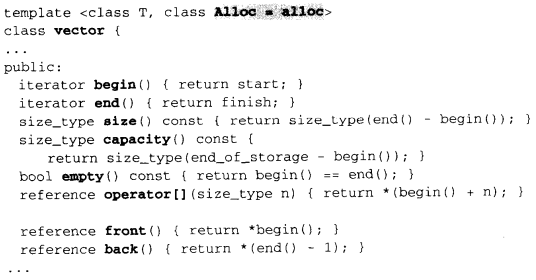 template <class T, class Alloc = alloc>
class vector {
...
public:
iterator begin() { return start; }
iterator end() { return finish; }
size_type size() const { return size_type(end() - begin()); }
size_type capacity() const {
return size_type(end_of_storage - begin()); }
bool empty() const { return begin() == end(); }
reference operator[](size_type n) { return *(begin() + n); }
reference front() { return *begin(); }
reference back() { return *(end() - 1); }
...